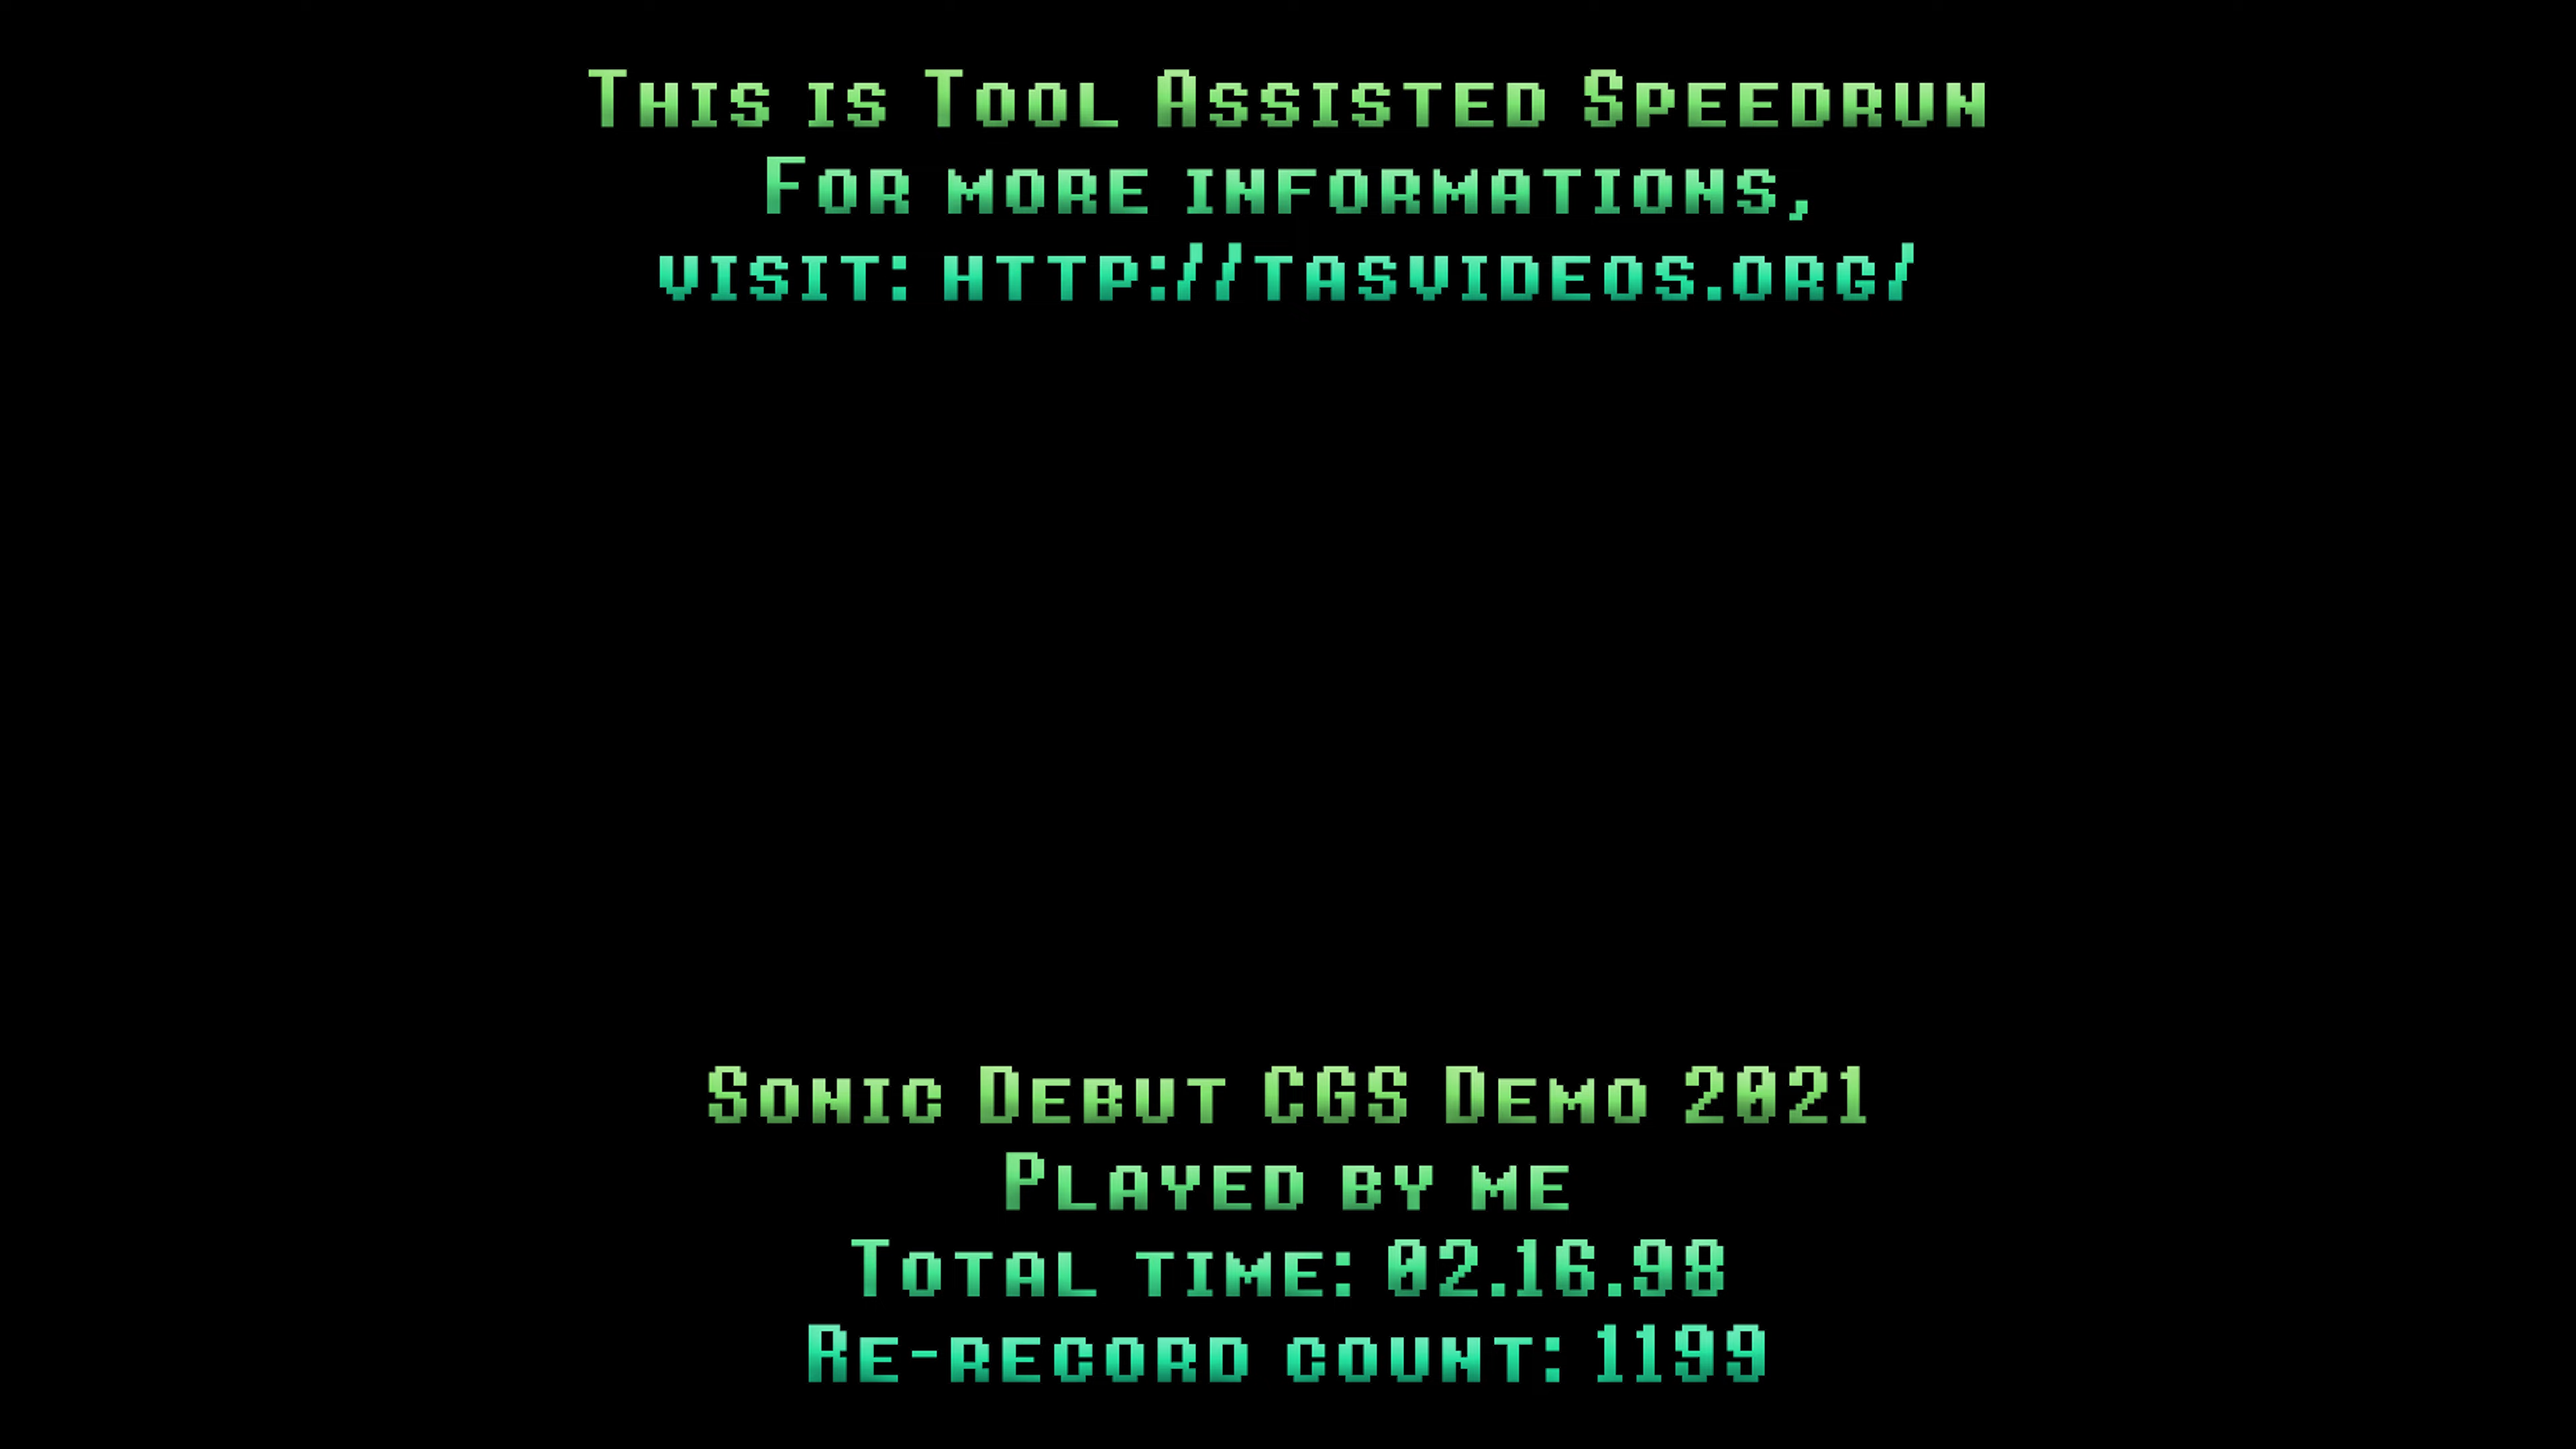 This is Tool Assisted Speedrun
For more informations,
visit: http://tasvideos.org/
Sonic Debut CGS Demo 2021
Played by me
Total time: 02.16.98
Re-record count: 1199